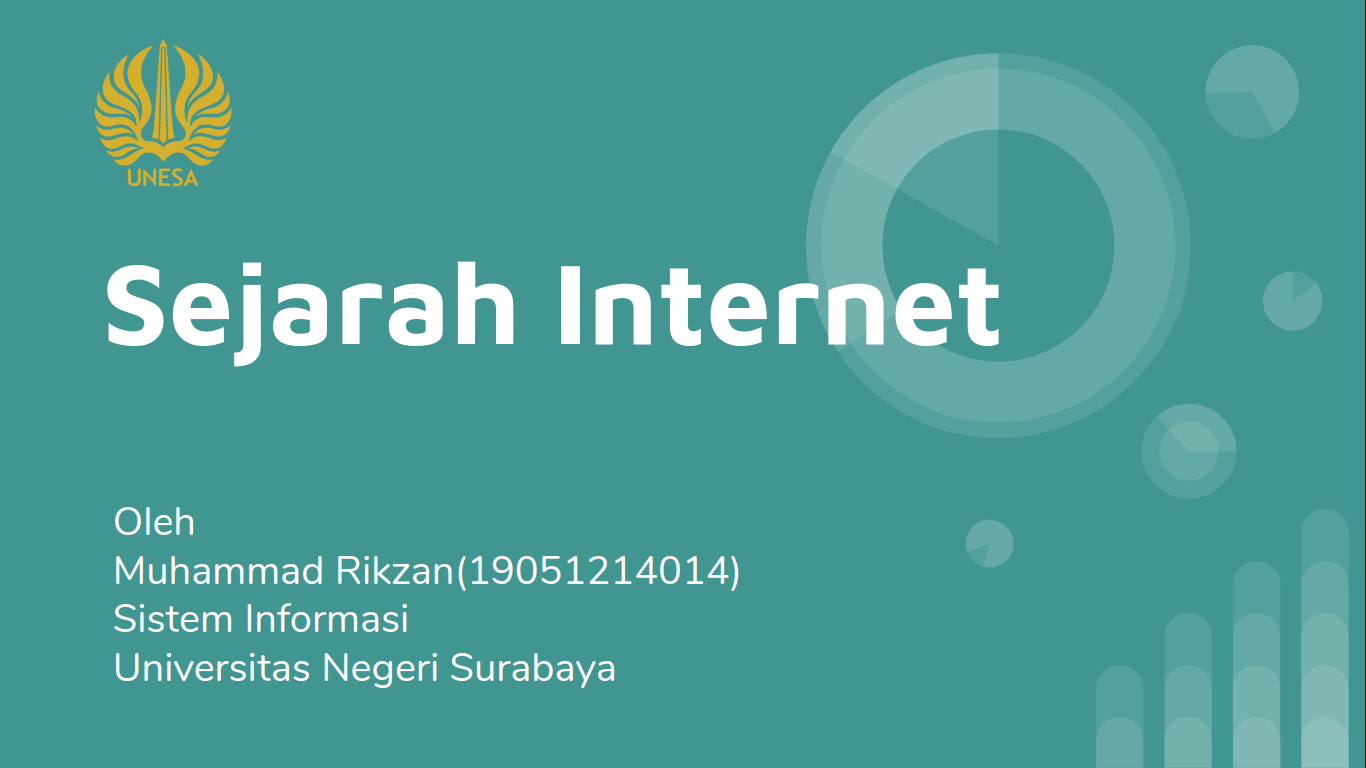 UNESA
Sejarah Internet
Oleh
Muhammad Rikzan(19051214014)
Sistem Informasi
Universitas Negeri Surabaya